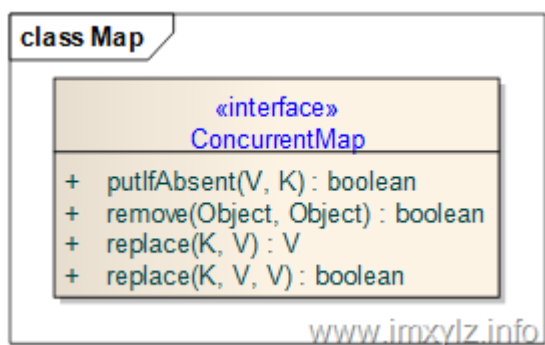 class Map
«interface»
ConcurrentMap
+ putIfAbsent(V, K) : boolean
+ remove(Object, Object) : boolean
+ replace(K, V) : V
+ replace(K, V, V) : boolean
www.imxylz.info